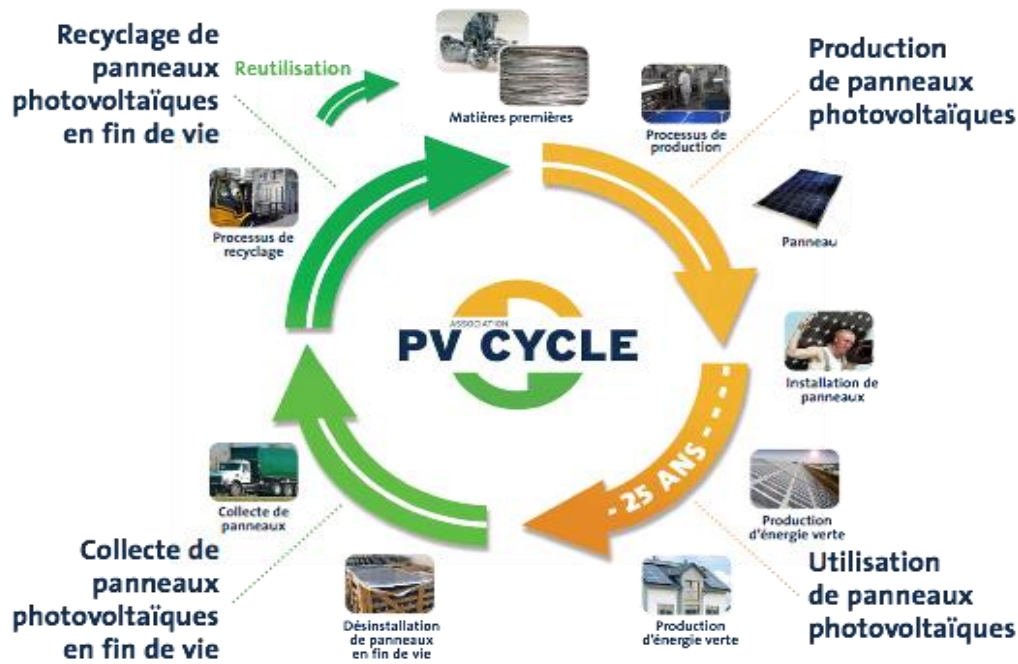 Recyclage de
panneaux
photovoltaïques
en fin de vie
Reutilisation
Matières premières
Processus de
production
Production
de panneaux
photovoltaïques
Processus de
recyclage
Panneau
ASSOCIATION
PV CYCLE
Installation de
panneaux
- 25 ANS - - - -
Collecte de
panneaux
Production
d'énergie verte
Collecte de
panneaux
photovoltaïques
en fin de vie
Désinstallation
de panneaux
en fin de vie
Production
d'énergie verte
Utilisation
de panneaux
photovoltaïques